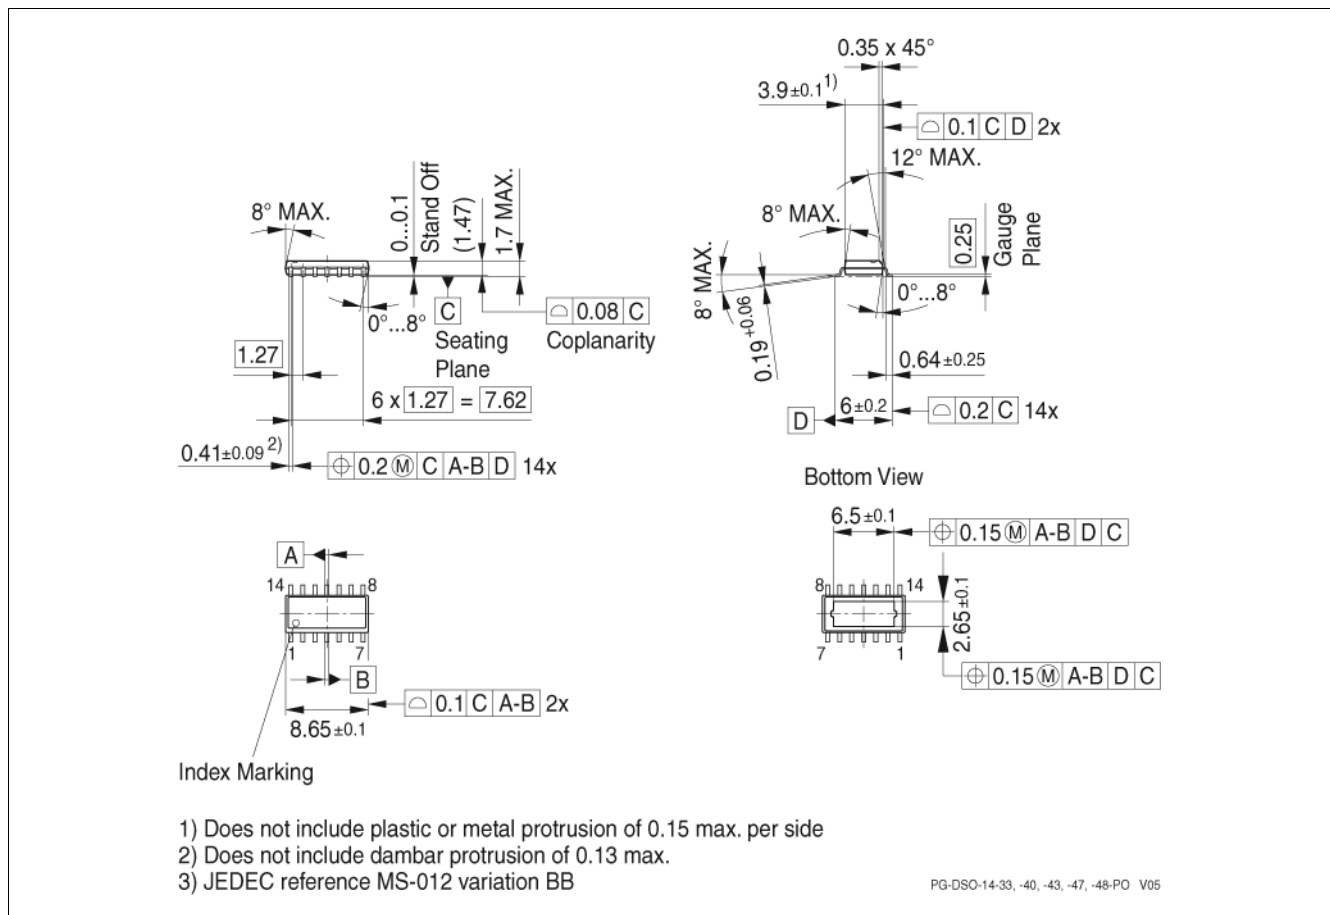 0.35 x 45°
3.9±0.1 1)
⌓ 0.1 C D 2x
12° MAX.
8° MAX.
0.25
Gauge
Plane
8° MAX.
0.19 +0.06
0°...8°
0.64±0.25
D
6±0.2
⌓ 0.2 C 14x
8° MAX.
0...0.1
Stand Off
(1.47)
1.7 MAX.
0°...8°
C
Seating
Plane
⌓ 0.08 C
Coplanarity
1.27
6 x 1.27 = 7.62
0.41±0.09 2)
⌖ 0.2 Ⓜ C A-B D 14x
Bottom View
6.5±0.1
⌖ 0.15 Ⓜ A-B D C
8 14
2.65±0.1
7 1
⌖ 0.15 Ⓜ A-B D C
A
14 8
1 7
B
⌓ 0.1 C A-B 2x
8.65±0.1
Index Marking
1) Does not include plastic or metal protrusion of 0.15 max. per side
2) Does not include dambar protrusion of 0.13 max.
3) JEDEC reference MS-012 variation BB
PG-DSO-14-33, -40, -43, -47, -48-PO V05